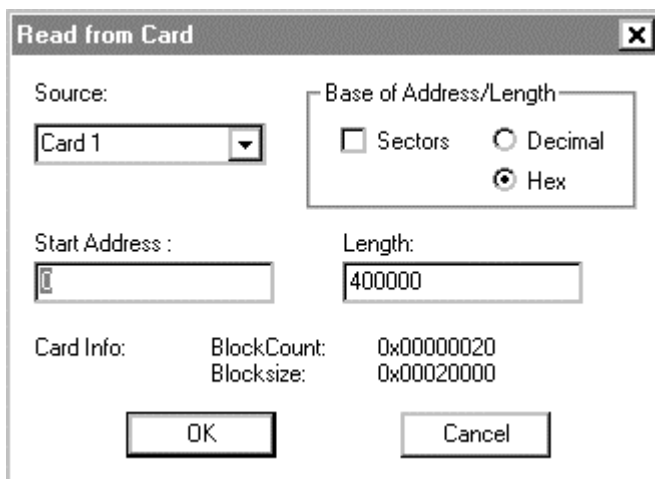 Read from Card
Source:
Base of Address/Length
Card 1
Sectors
Decimal
Hex
Start Address :
Length:
0
400000
Card Info:
BlockCount:
0x00000020
Blocksize:
0x00020000
OK
Cancel